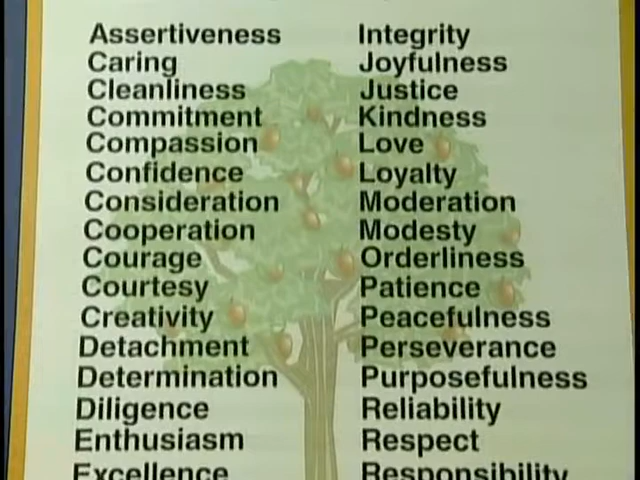 Assertiveness
Caring
Cleanliness
Commitment
Compassion
Confidence
Consideration
Cooperation
Courage
Courtesy
Creativity
Detachment
Determination
Diligence
Enthusiasm
Excellence
Integrity
Joyfulness
Justice
Kindness
Love
Loyalty
Moderation
Modesty
Orderliness
Patience
Peacefulness
Perseverance
Purposefulness
Reliability
Respect
Responsibility